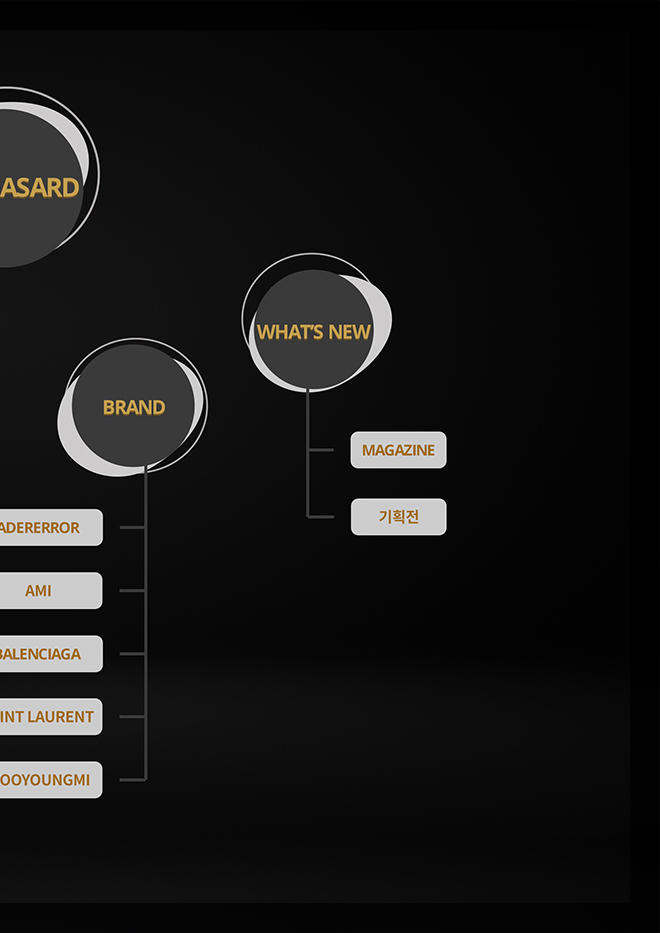 ASARD
WHAT'S NEW
BRAND
MAGAZINE
기획전
ADERERROR
AMI
BALENCIAGA
INT LAURENT
OOYOUNGMI